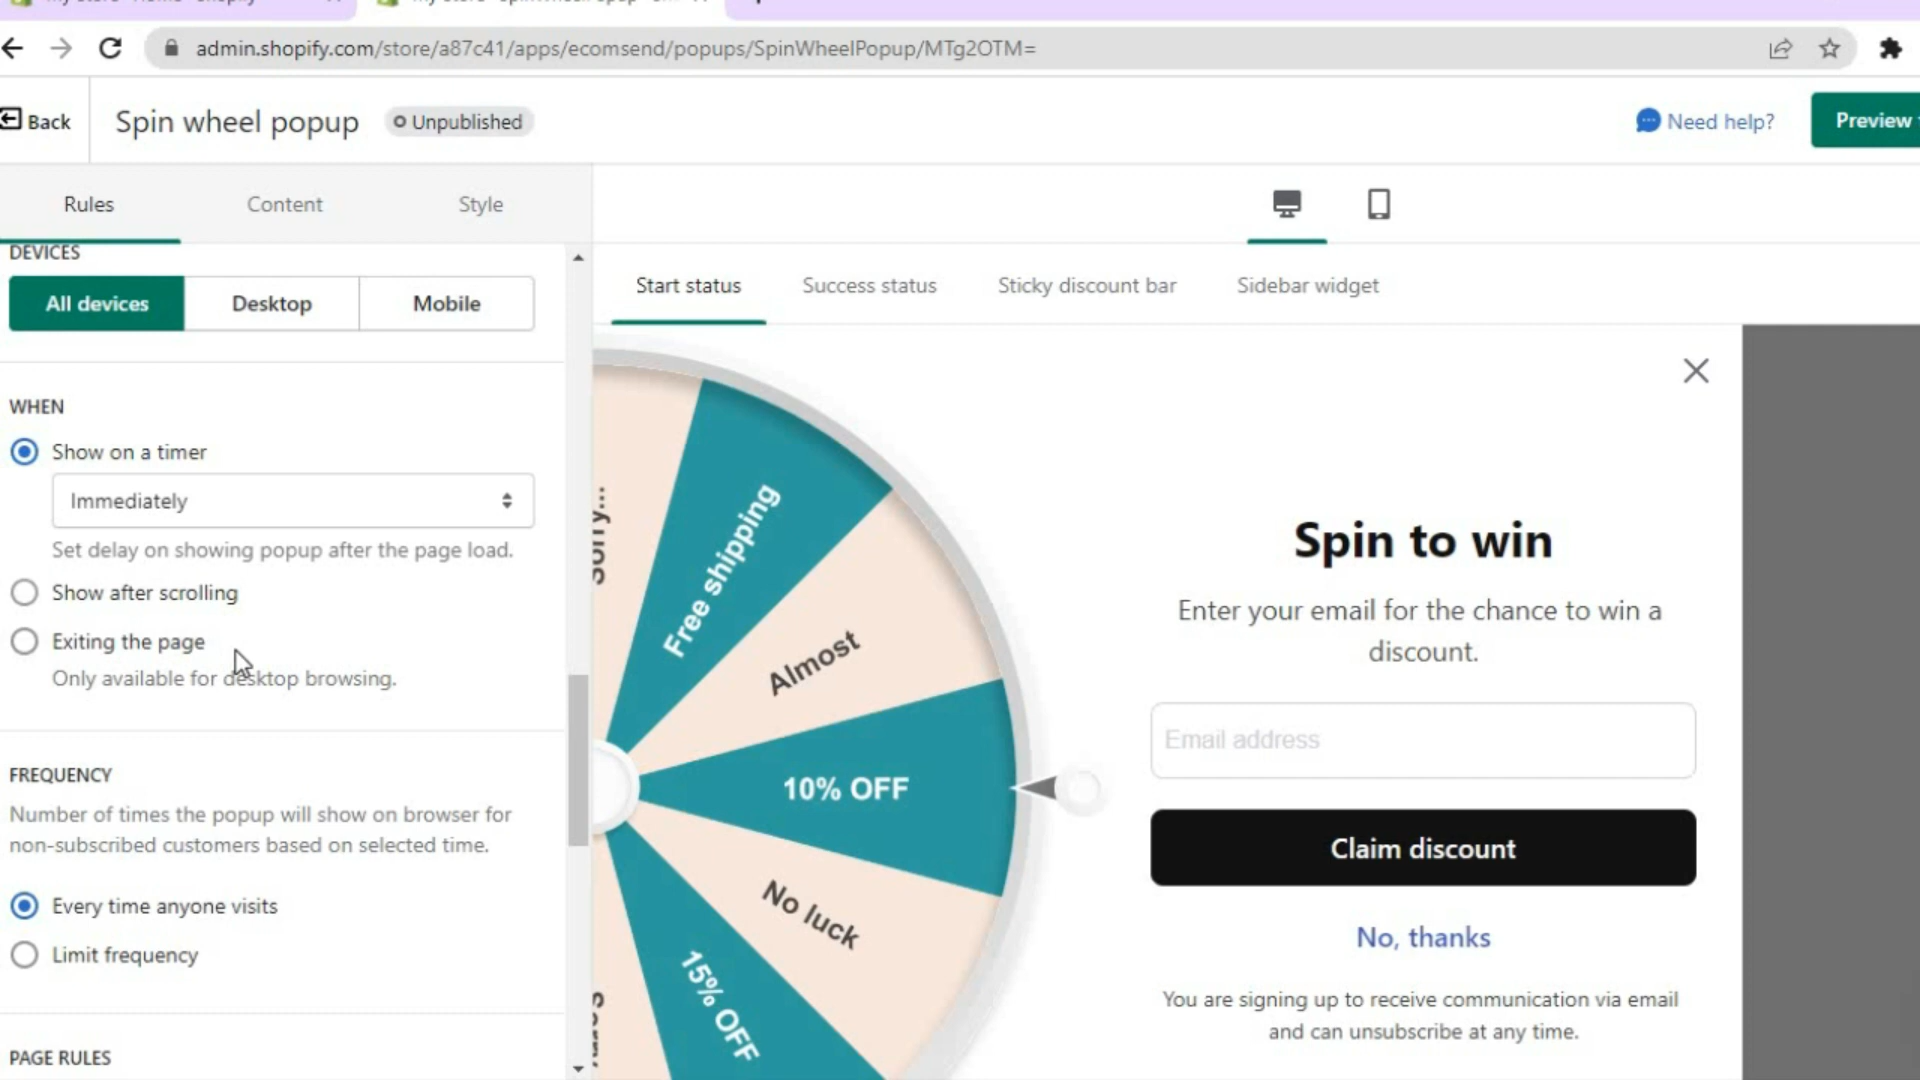 admin.shopify.com/store/a87c41/apps/ecomsend/popups/SpinWheelPopup/MTg2OTM=
Back
Spin wheel popup
Unpublished
Need help?
Preview
Rules
Content
Style
DEVICES
All devices
Desktop
Mobile
WHEN
Show on a timer
Immediately
Set delay on showing popup after the page load.
Show after scrolling
Exiting the page
Only available for desktop browsing.
FREQUENCY
Number of times the popup will show on browser for
non-subscribed customers based on selected time.
Every time anyone visits
Limit frequency
PAGE RULES
Start status
Success status
Sticky discount bar
Sidebar widget
Sorry...
Free shipping
Almost
10% OFF
No luck
15% OFF
Spin to win
Enter your email for the chance to win a
discount.
Email address
Claim discount
No, thanks
You are signing up to receive communication via email
and can unsubscribe at any time.